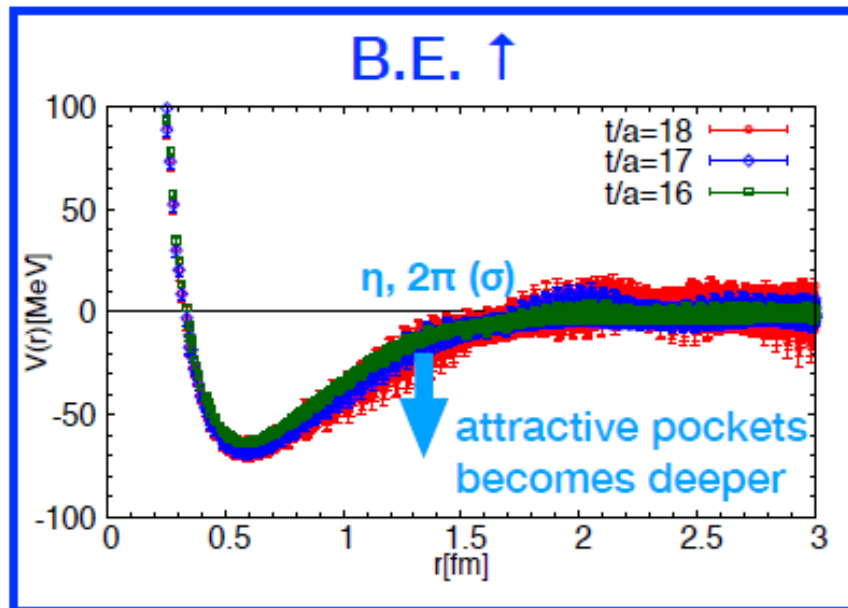 B.E. ↑
100
50
0
-50
-100
V(r)[MeV]
t/a=18
t/a=17
t/a=16
η, 2π (σ)
attractive pockets
becomes deeper
0 0.5 1 1.5 2 2.5 3
r[fm]